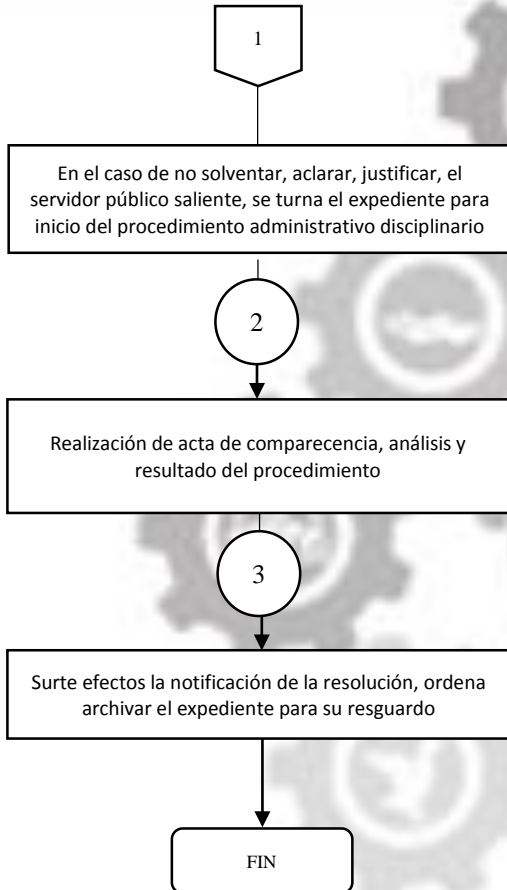 1
En el caso de no solventar, aclarar, justificar, el
servidor público saliente, se turna el expediente para
inicio del procedimiento administrativo disciplinario
2
Realización de acta de comparecencia, análisis y
resultado del procedimiento
3
Surte efectos la notificación de la resolución, ordena
archivar el expediente para su resguardo
FIN